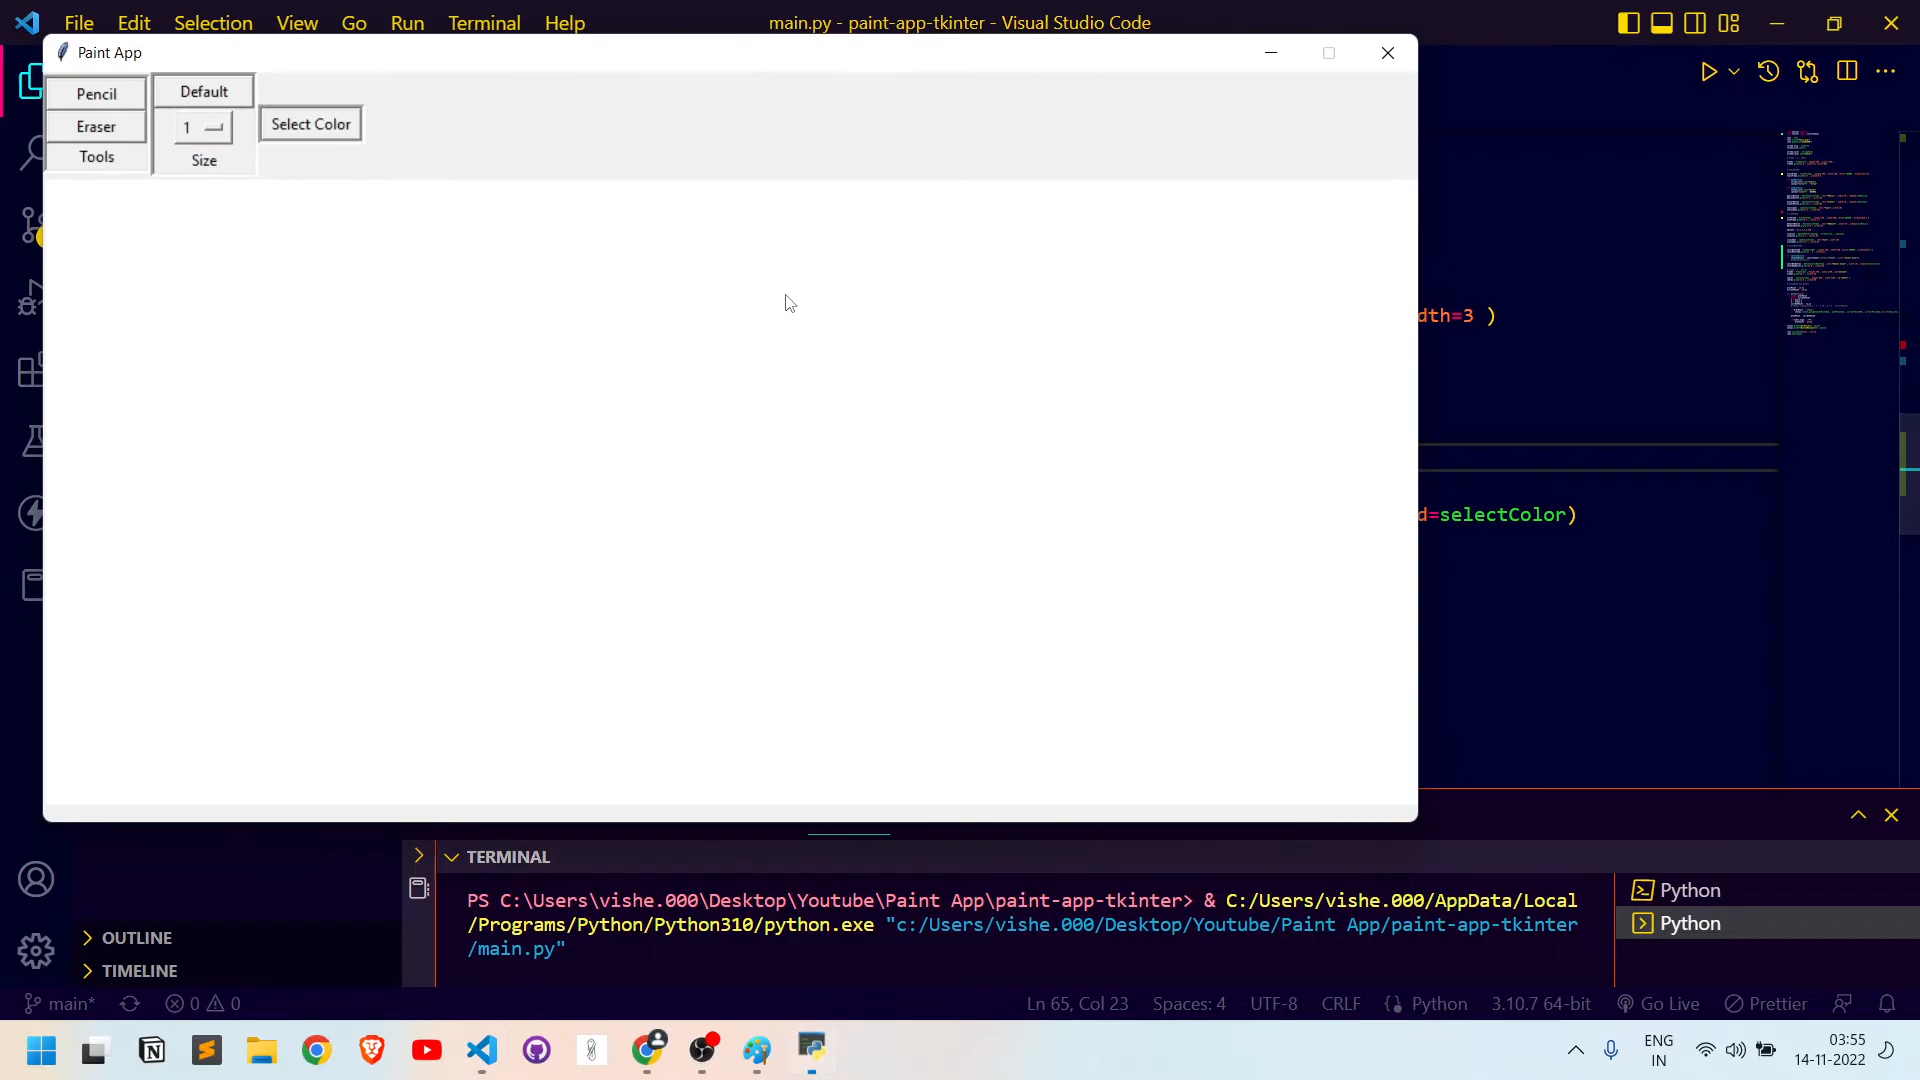 File Edit Selection View Go Run Terminal Help
main.py - paint-app-tkinter - Visual Studio Code
Paint App
Pencil
Eraser
Tools
Default
1
Size
Select Color
dth=3 )
d=selectColor)
TERMINAL
PS C:\Users\vishe.000\Desktop\Youtube\Paint App\paint-app-tkinter> & C:/Users/vishe.000/AppData/Local
/Programs/Python/Python310/python.exe "c:/Users/vishe.000/Desktop/Youtube/Paint App/paint-app-tkinter
/main.py"
Python
Python
OUTLINE
TIMELINE
main* 0 0
Ln 65, Col 23 Spaces: 4 UTF-8 CRLF Python 3.10.7 64-bit Go Live Prettier
ENG
IN
03:55
14-11-2022